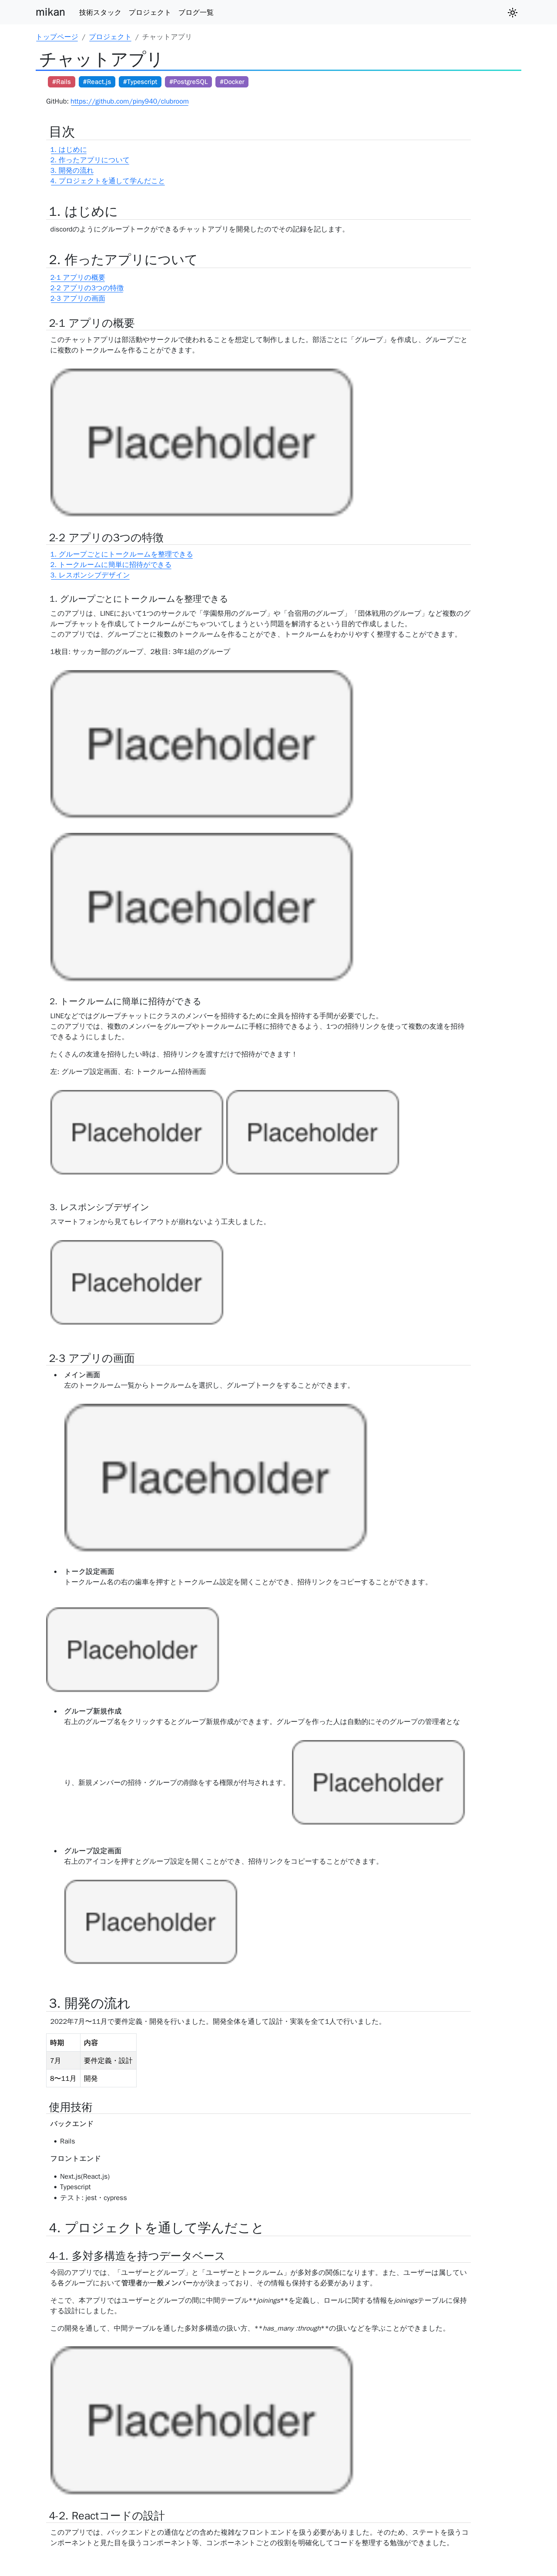 mikan 技術スタック プロジェクト ブログ一覧
トップページ / プロジェクト / チャットアプリ
チャットアプリ
#Rails #React.js #Typescript #PostgreSQL #Docker
GitHub: https://github.com/piny940/clubroom
目次
1. はじめに
2. 作ったアプリについて
3. 開発の流れ
4. プロジェクトを通して学んだこと
1. はじめに
discordのようにグループトークができるチャットアプリを開発したのでその記録を記します。
2. 作ったアプリについて
2-1 アプリの概要
2-2 アプリの3つの特徴
2-3 アプリの画面
2-1 アプリの概要
このチャットアプリは部活動やサークルで使われることを想定して制作しました。部活ごとに「グループ」を作成し、グループごと
に複数のトークルームを作ることができます。
Placeholder
2-2 アプリの3つの特徴
1. グループごとにトークルームを整理できる
2. トークルームに簡単に招待ができる
3. レスポンシブデザイン
1. グループごとにトークルームを整理できる
このアプリは、LINEにおいて1つのサークルで「学園祭用のグループ」や「合宿用のグループ」「団体戦用のグループ」など複数のグ
ループチャットを作成してトークルームがごちゃついてしまうという問題を解消するという目的で作成しました。
このアプリでは、グループごとに複数のトークルームを作ることができ、トークルームをわかりやすく整理することができます。
1枚目: サッカー部のグループ、2枚目: 3年1組のグループ
Placeholder
Placeholder
2. トークルームに簡単に招待ができる
LINEなどではグループチャットにクラスのメンバーを招待するために全員を招待する手間が必要でした。
このアプリでは、複数のメンバーをグループやトークルームに手軽に招待できるよう、1つの招待リンクを使って複数の友達を招待
できるようにしました。
たくさんの友達を招待したい時は、招待リンクを渡すだけで招待ができます！
左: グループ設定画面、右: トークルーム招待画面
Placeholder Placeholder
3. レスポンシブデザイン
スマートフォンから見てもレイアウトが崩れないよう工夫しました。
Placeholder
2-3 アプリの画面
• メイン画面
左のトークルーム一覧からトークルームを選択し、グループトークをすることができます。
Placeholder
• トーク設定画面
トークルーム名の右の歯車を押すとトークルーム設定を開くことができ、招待リンクをコピーすることができます。
Placeholder
• グループ新規作成
右上のグループ名をクリックするとグループ新規作成ができます。グループを作った人は自動的にそのグループの管理者とな
り、新規メンバーの招待・グループの削除をする権限が付与されます。 Placeholder
• グループ設定画面
右上のアイコンを押すとグループ設定を開くことができ、招待リンクをコピーすることができます。
Placeholder
3. 開発の流れ
2022年7月〜11月で要件定義・開発を行いました。開発全体を通して設計・実装を全て1人で行いました。
時期 内容
7月 要件定義・設計
8〜11月 開発
使用技術
バックエンド
• Rails
フロントエンド
• Next.js(React.js)
• Typescript
• テスト: jest・cypress
4. プロジェクトを通して学んだこと
4-1. 多対多構造を持つデータベース
今回のアプリでは、「ユーザーとグループ」と「ユーザーとトークルーム」が多対多の関係になります。また、ユーザーは属してい
る各グループにおいて管理者か一般メンバーかが決まっており、その情報も保持する必要があります。
そこで、本アプリではユーザーとグループの間に中間テーブル**joinings**を定義し、ロールに関する情報をjoiningsテーブルに保持
する設計にしました。
この開発を通して、中間テーブルを通した多対多構造の扱い方、**has_many :through**の扱いなどを学ぶことができました。
Placeholder
4-2. Reactコードの設計
このアプリでは、バックエンドとの通信などの含めた複雑なフロントエンドを扱う必要がありました。そのため、ステートを扱うコ
ンポーネントと見た目を扱うコンポーネント等、コンポーネントごとの役割を明確化してコードを整理する勉強ができました。